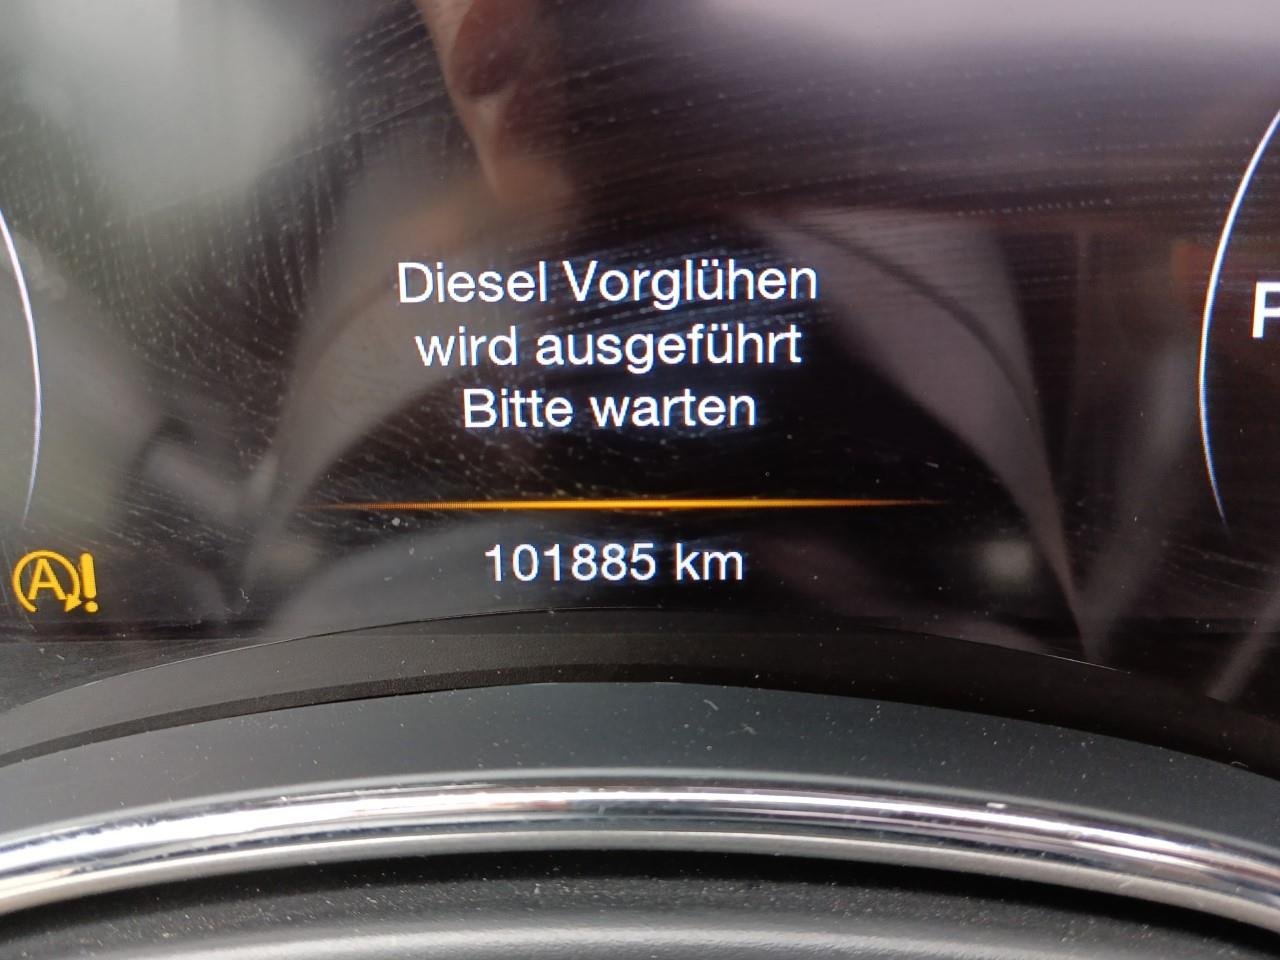 Diesel Vorglühen
wird ausgeführt
Bitte warten
P
A!
101885 km